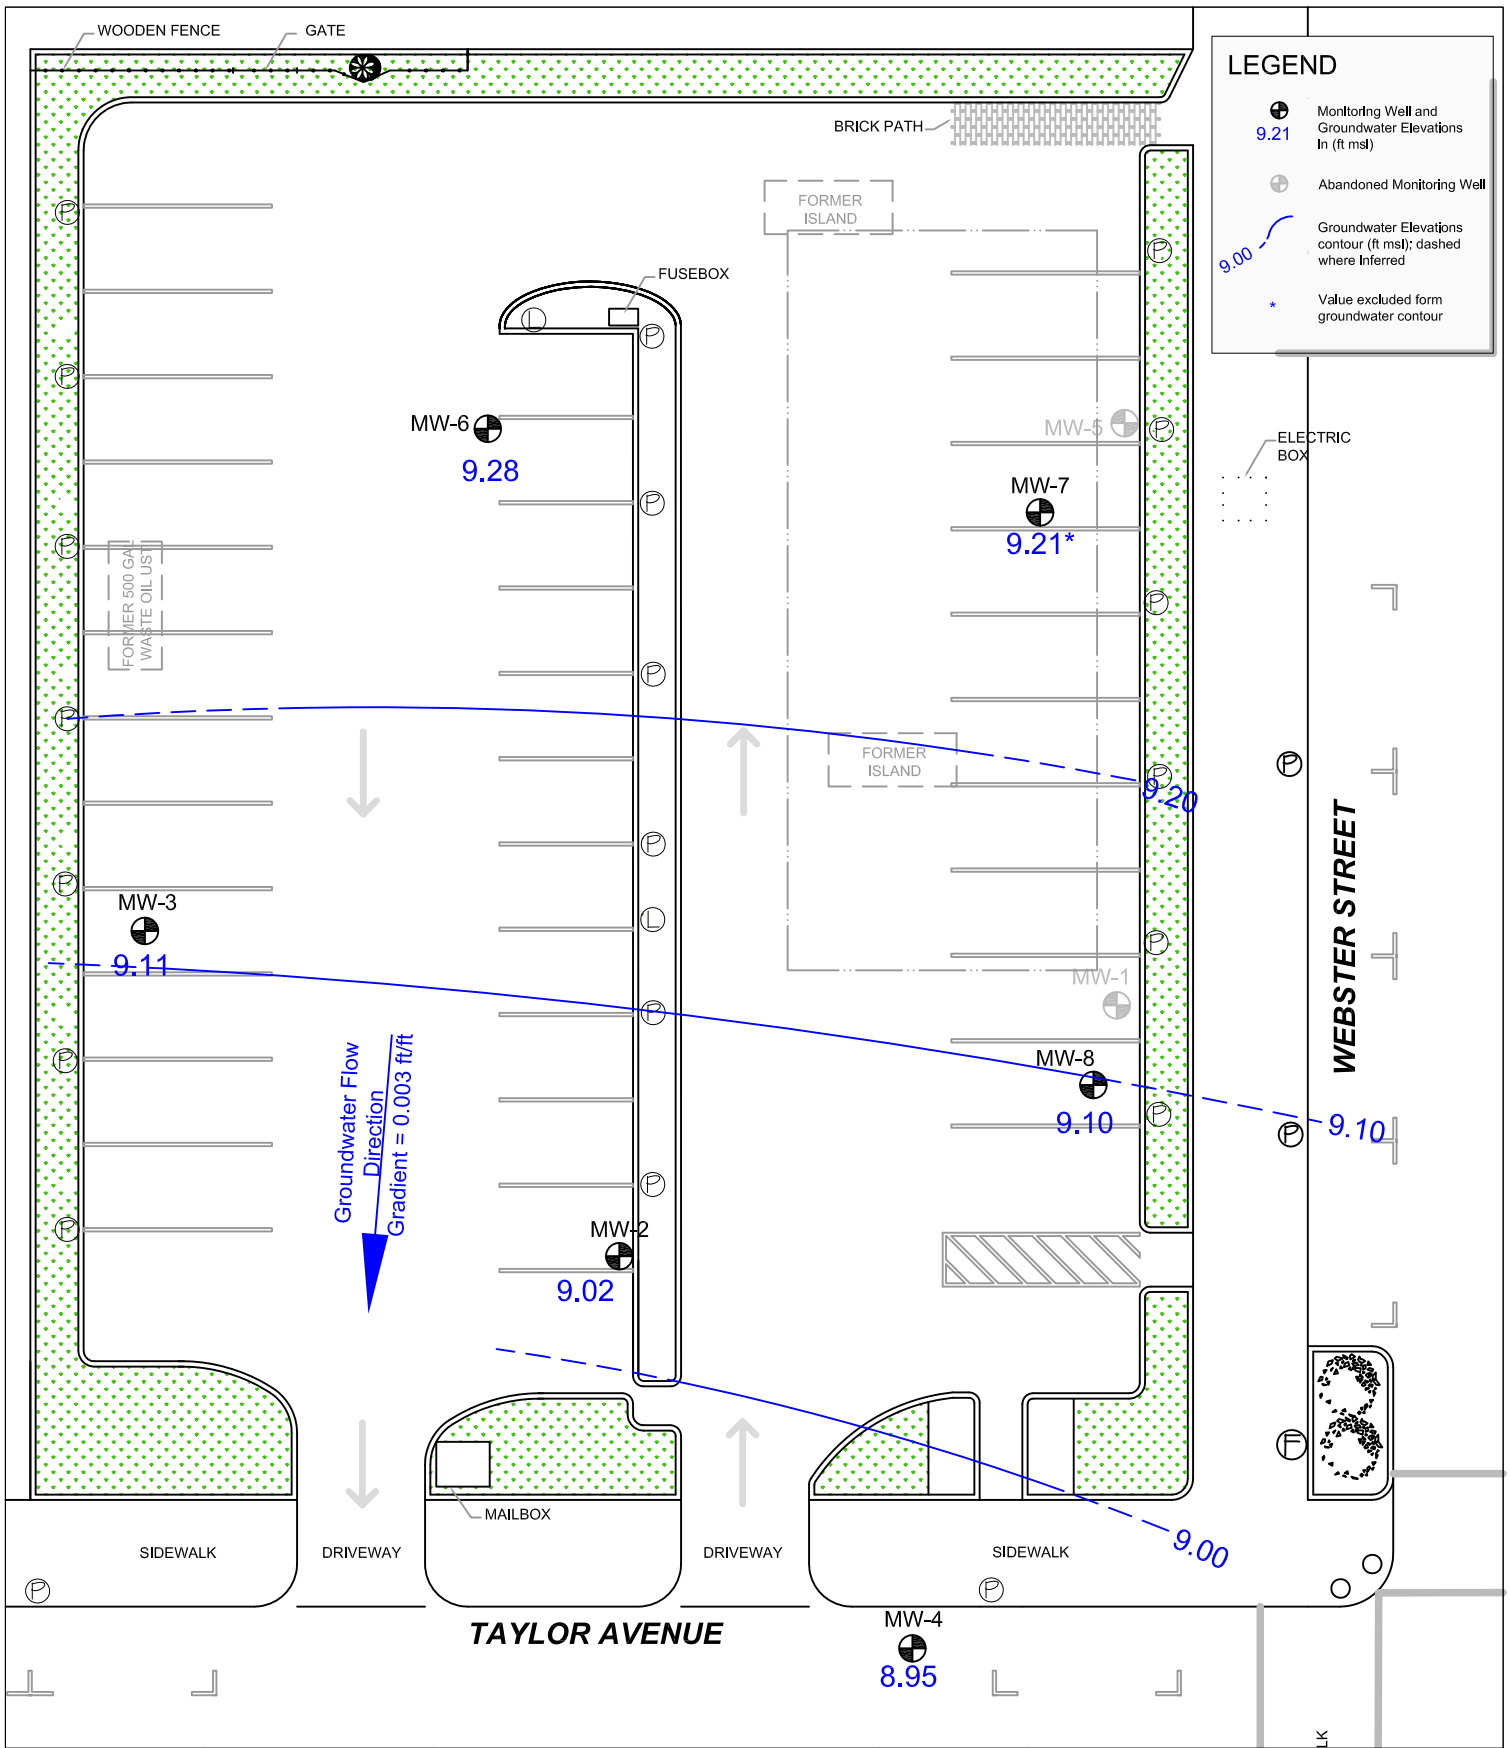 WOODEN FENCE
GATE
LEGEND
9.21
Monitoring Well and
Groundwater Elevations
In (ft msl)
Abandoned Monitoring Well
9.00
Groundwater Elevations
contour (ft msl); dashed
where Inferred
*
Value excluded form
groundwater contour
BRICK PATH
FORMER
ISLAND
P
P
FUSEBOX
L
P
P
MW-6
9.28
MW-5
P
ELECTRIC
BOX
MW-7
9.21*
P
P
FORMER 500 GAL
WASTE OIL UST
P
P
P
FORMER
ISLAND
P
9.20
P
WEBSTER STREET
P
P
MW-3
9.11
L
P
MW-1
P
MW-8
9.10
P
P
9.10
P
Groundwater Flow
Direction
Gradient = 0.003 ft/ft
P
P
MW-2
9.02
F
MAILBOX
SIDEWALK
DRIVEWAY
DRIVEWAY
SIDEWALK
9.00
P
P
TAYLOR AVENUE
MW-4
8.95
LK